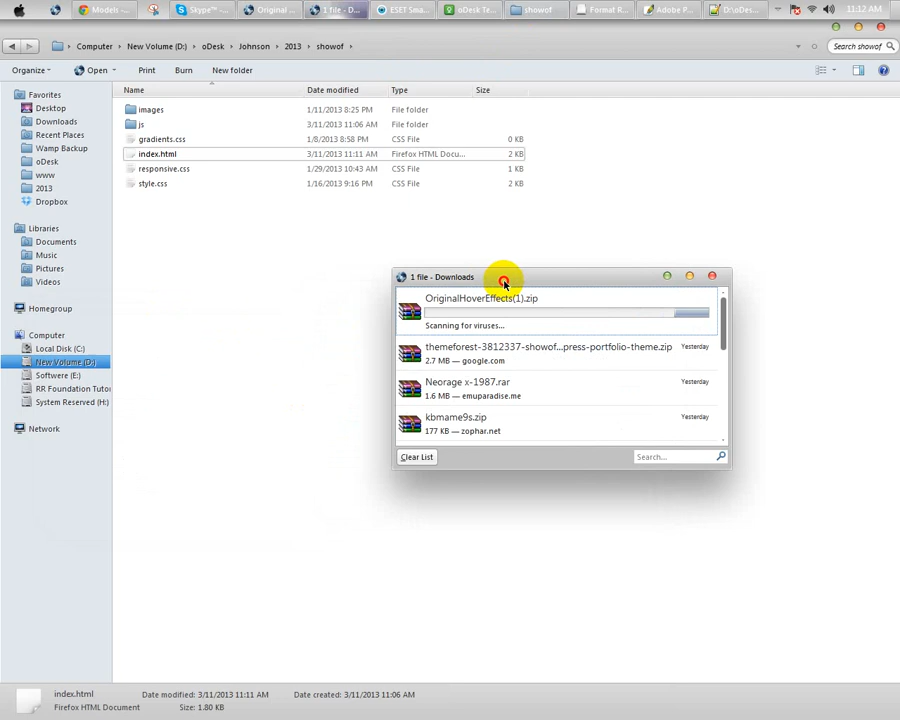 Models -...
Skype™ -...
Original ...
1 file - D...
ESET Sma...
oDesk Te...
showof
Format R...
Adobe P...
D:\oDes...
11:12 AM
Computer
New Volume (D:)
oDesk
Johnson
2013
showof
Search showof
Organize
Open
Print
Burn
New folder
Name
Date modified
Type
Size
Favorites
Desktop
Downloads
Recent Places
Wamp Backup
oDesk
www
2013
Dropbox
Libraries
Documents
Music
Pictures
Videos
Homegroup
Computer
Local Disk (C:)
New Volume (D:)
Softwere (E:)
RR Foundation Tutor
System Reserved (H:)
Network
images 1/11/2013 8:25 PM File folder
js 3/11/2013 11:06 AM File folder
gradients.css 1/8/2013 8:58 PM CSS File 0 KB
index.html 3/11/2013 11:11 AM Firefox HTML Docu... 2 KB
responsive.css 1/29/2013 10:43 AM CSS File 1 KB
style.css 1/16/2013 9:16 PM CSS File 2 KB
1 file - Downloads
OriginalHoverEffects(1).zip
Scanning for viruses...
themeforest-3812337-showof...press-portfolio-theme.zip Yesterday
2.7 MB — google.com
Neorage x-1987.rar Yesterday
1.6 MB — emuparadise.me
kbmame9s.zip Yesterday
177 KB — zophar.net
Clear List
Search...
index.html Date modified: 3/11/2013 11:11 AM Date created: 3/11/2013 11:06 AM
Firefox HTML Document Size: 1.80 KB